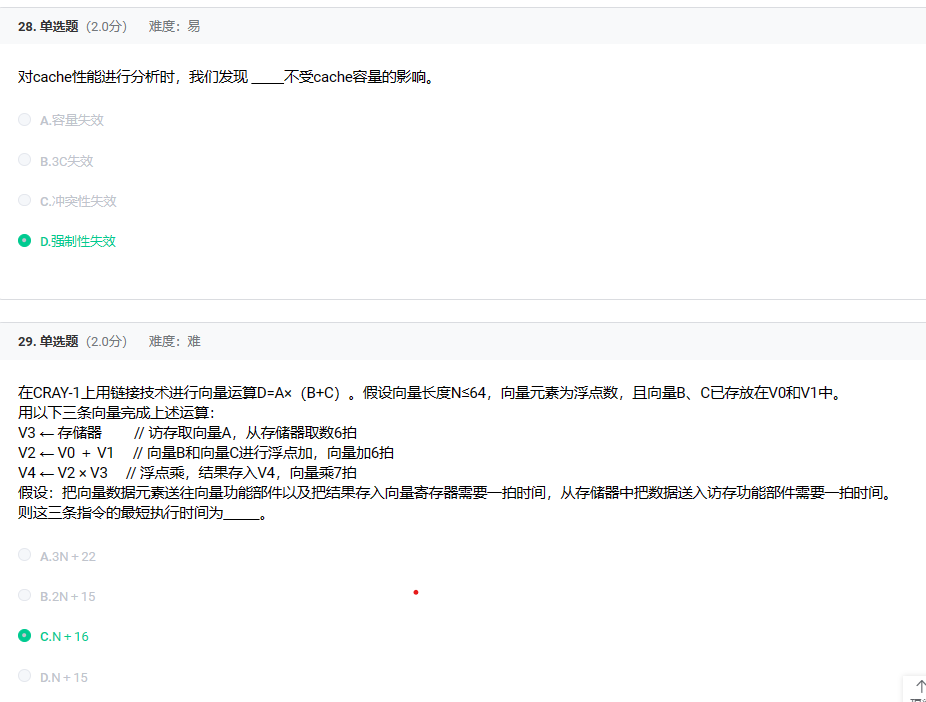 28. 单选题 (2.0分) 难度：易
对cache性能进行分析时，我们发现 _____不受cache容量的影响。
A.容量失效
B.3C失效
C.冲突性失效
D.强制性失效
29. 单选题 (2.0分) 难度：难
在CRAY-1上用链接技术进行向量运算D=A×（B+C）。假设向量长度N≤64，向量元素为浮点数，且向量B、C已存放在V0和V1中。
用以下三条向量完成上述运算：
V3 ← 存储器 // 访存取向量A，从存储器取数6拍
V2 ← V0 + V1 // 向量B和向量C进行浮点加，向量加6拍
V4 ← V2 × V3 // 浮点乘，结果存入V4，向量乘7拍
假设：把向量数据元素送往向量功能部件以及把结果存入向量寄存器需要一拍时间，从存储器中把数据送入访存功能部件需要一拍时间。
则这三条指令的最短执行时间为_____。
A.3N + 22
B.2N + 15
C.N + 16
D.N + 15